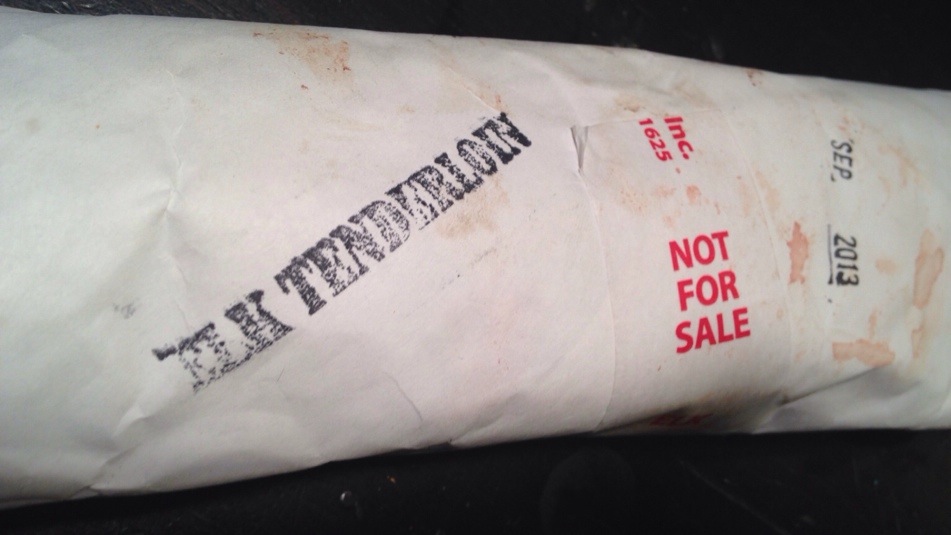 ELK TENDERLOIN
Inc.
1625
NOT
FOR
SALE
SEP. 2013